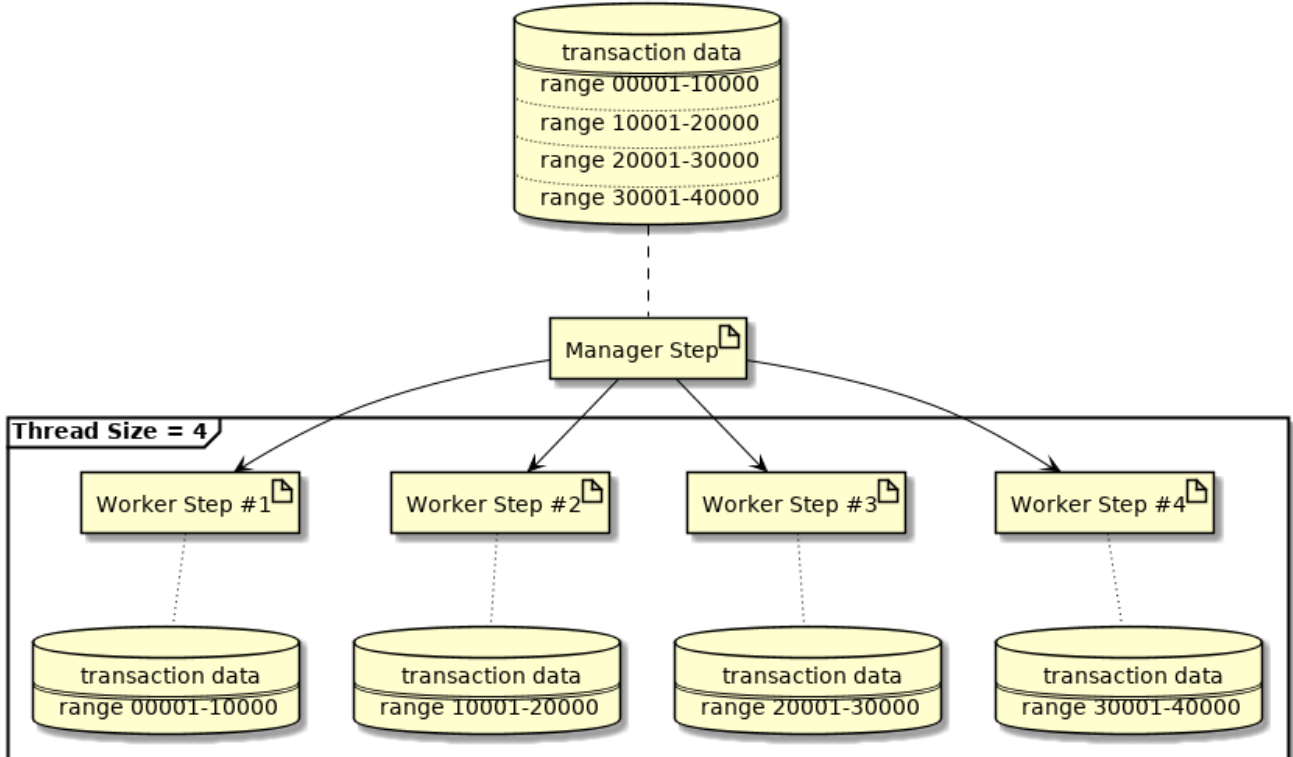 transaction data
range 00001-10000
range 10001-20000
range 20001-30000
range 30001-40000
Manager Step
Thread Size = 4
Worker Step #1
Worker Step #2
Worker Step #3
Worker Step #4
transaction data
range 00001-10000
transaction data
range 10001-20000
transaction data
range 20001-30000
transaction data
range 30001-40000